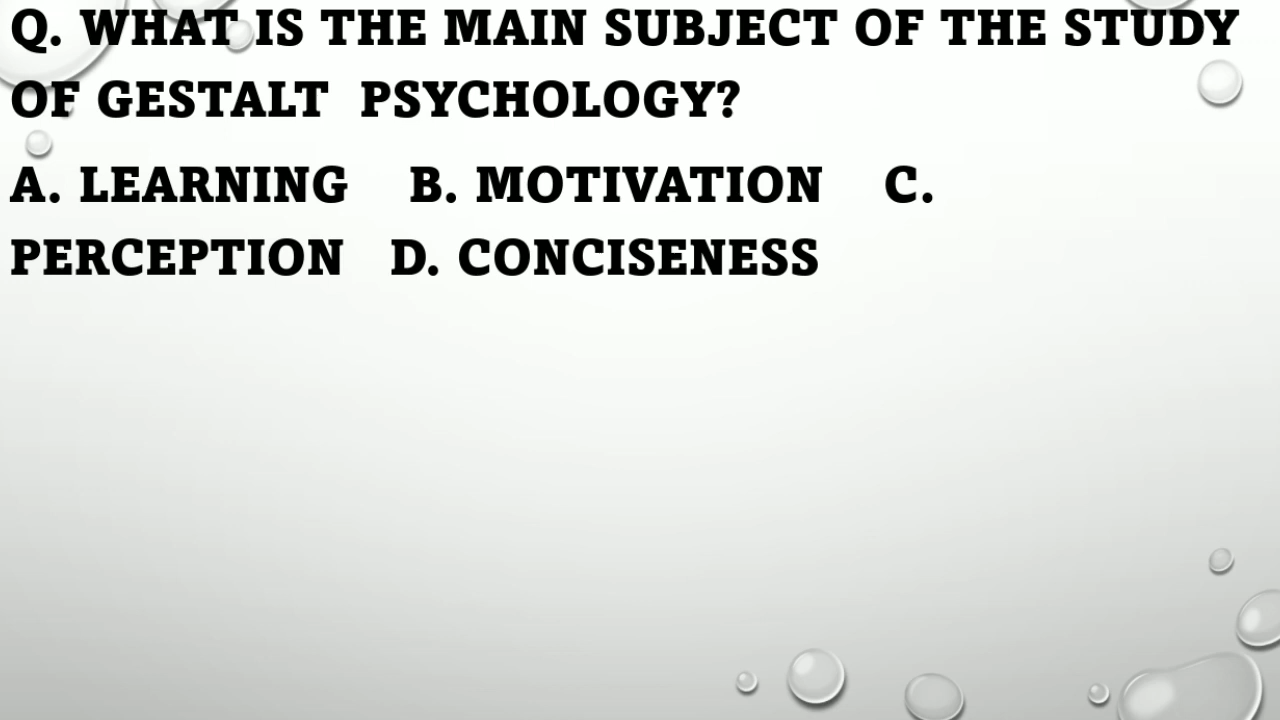 Q. WHAT IS THE MAIN SUBJECT OF THE STUDY
OF GESTALT PSYCHOLOGY?
A. LEARNING B. MOTIVATION C.
PERCEPTION D. CONCISENESS